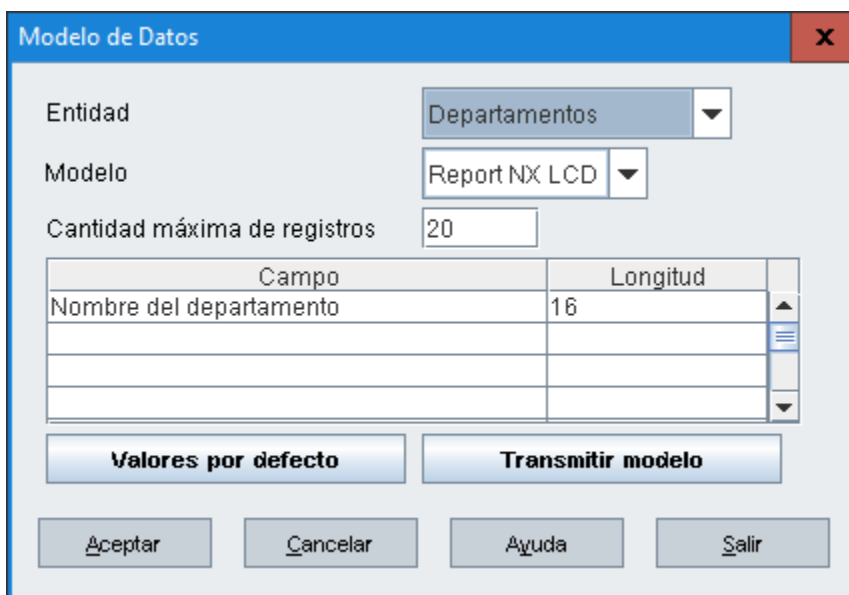 Modelo de Datos x
Entidad Departamentos
Modelo Report NX LCD
Cantidad máxima de registros 20
Campo Longitud
Nombre del departamento 16
Valores por defecto Transmitir modelo
Aceptar Cancelar Ayuda Salir